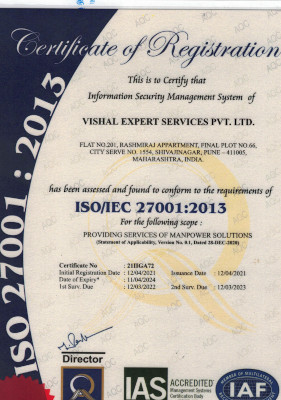 Certificate of Registration
This is to Certify that
Information Security Management System of
VISHAL EXPERT SERVICES PVT. LTD.
FLAT NO.201, RASHMIRAJ APPARTMENT, FINAL PLOT NO.66,
CITY SERVE NO. 1554, SHIVAJINAGAR, PUNE – 411005,
MAHARASHTRA, INDIA.
has been assessed and found to conform to the requirements of
ISO/IEC 27001:2013
For the following scope :
PROVIDING SERVICES OF MANPOWER SOLUTIONS
(Statement of Applicability, Version No. 0.1, Dated 28-DEC-2020)
Certificate No : 21IIGA72
Initial Registration Date : 12/04/2021 Issuance Date : 12/04/2021
Date of Expiry* : 11/04/2024
1st Surv. Due : 12/03/2022 2nd Surv. Due : 12/03/2023
ISO 27001 : 2013
Director
IAS ACCREDITED
Management Systems
Certification Body
MEMBER OF MULTILATERAL
IAF